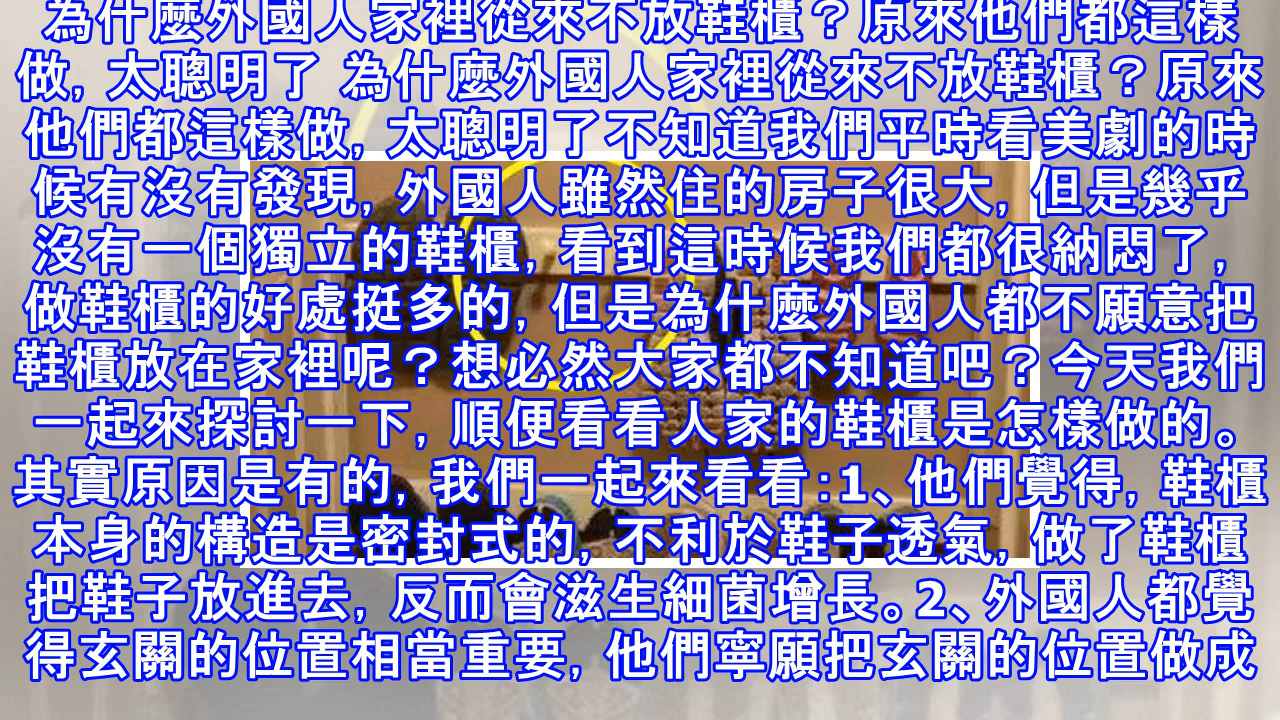 為什麼外國人家裡從來不放鞋櫃？原來他們都這樣
做, 太聰明了 為什麼外國人家裡從來不放鞋櫃？原來
他們都這樣做, 太聰明了不知道我們平時看美劇的時
候有沒有發現, 外國人雖然住的房子很大, 但是幾乎
沒有一個獨立的鞋櫃, 看到這時候我們都很納悶了,
做鞋櫃的好處挺多的, 但是為什麼外國人都不願意把
鞋櫃放在家裡呢？想必然大家都不知道吧？今天我們
一起來探討一下, 順便看看人家的鞋櫃是怎樣做的。
其實原因是有的, 我們一起來看看:1、他們覺得, 鞋櫃
本身的構造是密封式的, 不利於鞋子透氣, 做了鞋櫃
把鞋子放進去, 反而會滋生細菌增長。2、外國人都覺
得玄關的位置相當重要, 他們寧願把玄關的位置做成